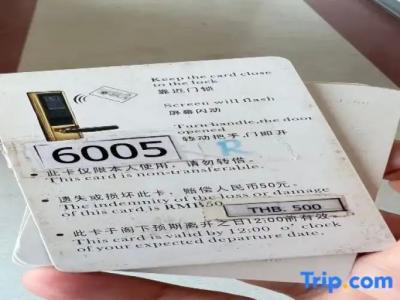 Keep the card close
to the lock
靠近门锁
Screen will flash
屏幕闪动
Turn handle, the door
opened
转动把手,门即开
6005
R
•此卡仅限本人使用,请勿转借.
This card is non-transferable.
•遗失或损坏此卡,赔偿人民币50元.
The indemnity of the loss or damage
of this card is RMB50
THB. 500
•此卡于阁下预期离开之日12:00前有效.
This card is valid by 12:00 o' clock
of your expected departure date.
Trip.com